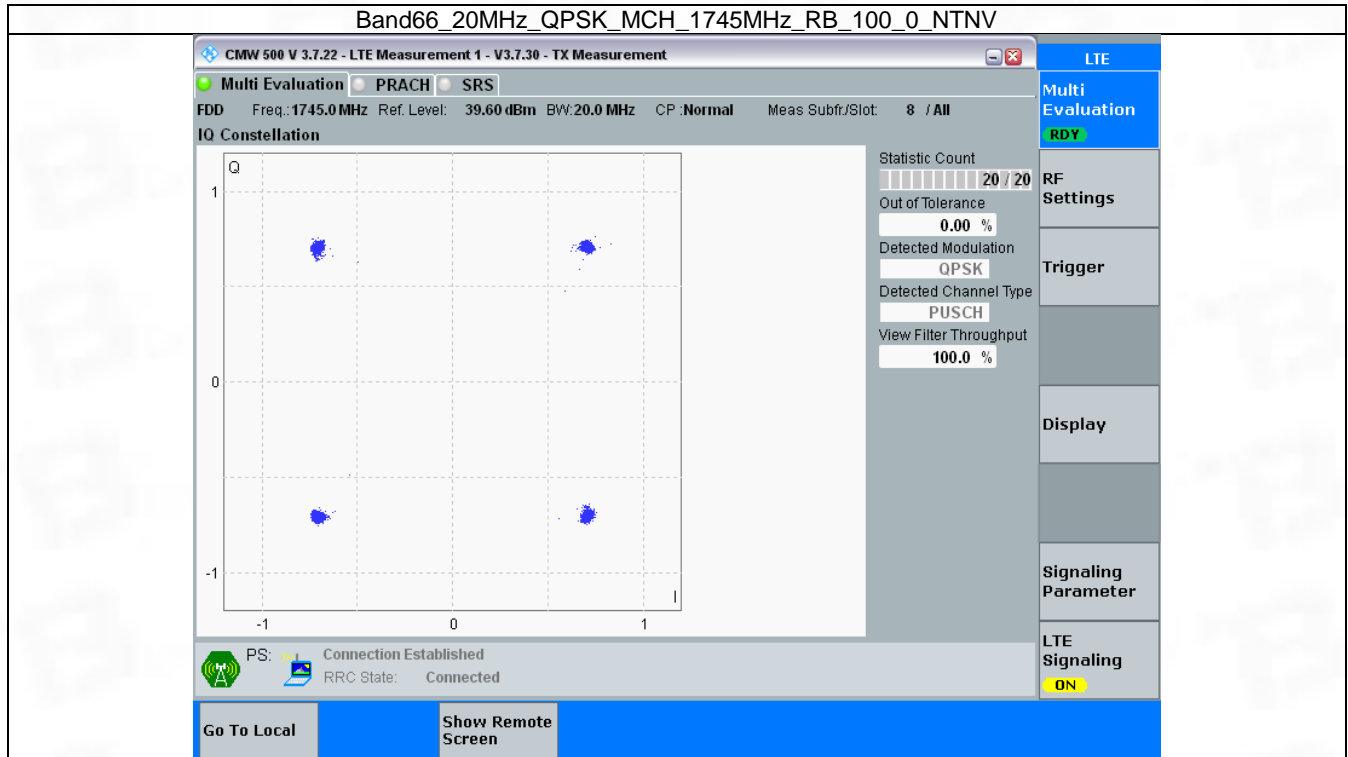 Band66_20MHz_QPSK_MCH_1745MHz_RB_100_0_NTNV
CMW 500 V 3.7.22 - LTE Measurement 1 - V3.7.30 - TX Measurement
LTE
Multi Evaluation PRACH SRS
Multi
Evaluation
RDY
FDD Freq.:1745.0 MHz Ref. Level: 39.60 dBm BW:20.0 MHz CP :Normal Meas Subfr./Slot: 8 / All
IQ Constellation
Q
1
0
-1
-1 0 1
I
Statistic Count
20 / 20
Out of Tolerance
0.00 %
Detected Modulation
QPSK
Detected Channel Type
PUSCH
View Filter Throughput
100.0 %
RF
Settings
Trigger
Display
Signaling
Parameter
LTE
Signaling
ON
PS: Connection Established
RRC State: Connected
Go To Local
Show Remote
Screen